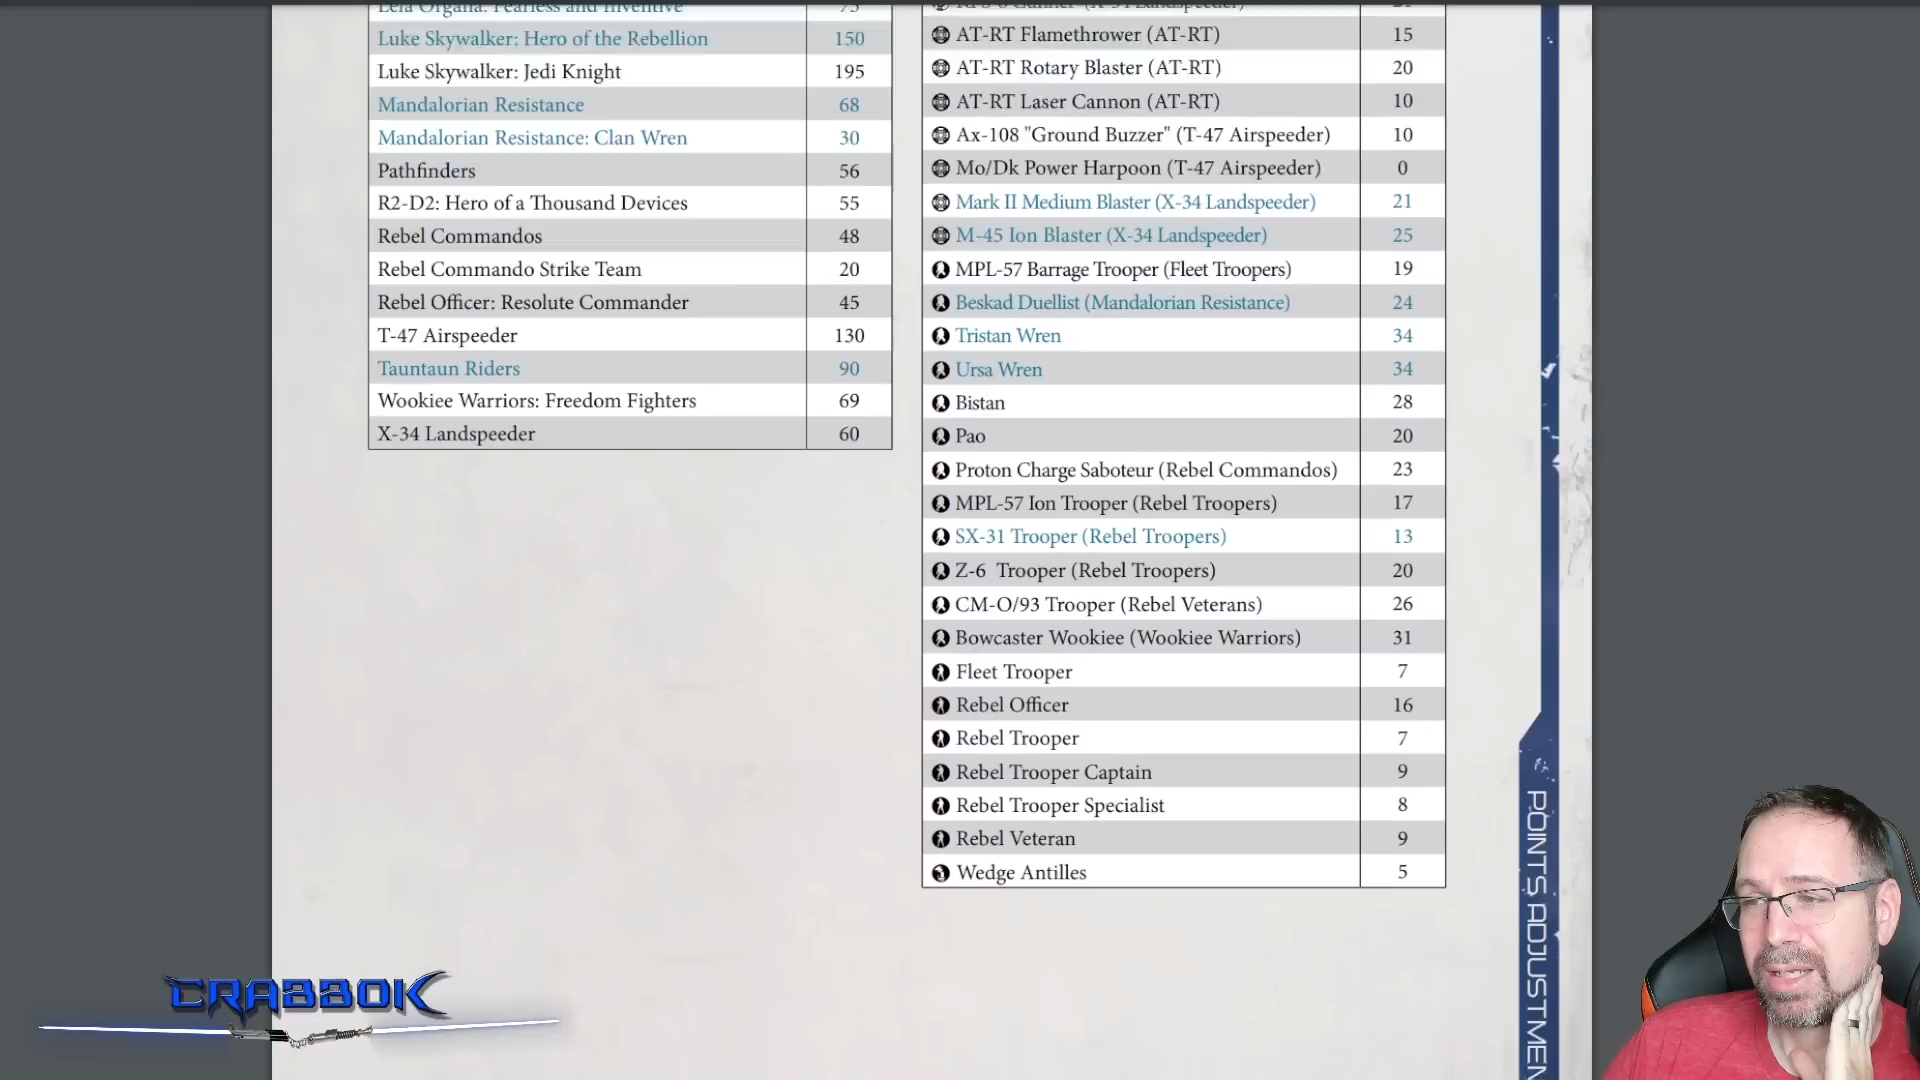 Leia Organa: Fearless and Inventive 75
Luke Skywalker: Hero of the Rebellion 150
Luke Skywalker: Jedi Knight 195
Mandalorian Resistance 68
Mandalorian Resistance: Clan Wren 30
Pathfinders 56
R2-D2: Hero of a Thousand Devices 55
Rebel Commandos 48
Rebel Commando Strike Team 20
Rebel Officer: Resolute Commander 45
T-47 Airspeeder 130
Tauntaun Riders 90
Wookiee Warriors: Freedom Fighters 69
X-34 Landspeeder 60
Gunner (X-34 Landspeeder)
AT-RT Flamethrower (AT-RT) 15
AT-RT Rotary Blaster (AT-RT) 20
AT-RT Laser Cannon (AT-RT) 10
Ax-108 "Ground Buzzer" (T-47 Airspeeder) 10
Mo/Dk Power Harpoon (T-47 Airspeeder) 0
Mark II Medium Blaster (X-34 Landspeeder) 21
M-45 Ion Blaster (X-34 Landspeeder) 25
MPL-57 Barrage Trooper (Fleet Troopers) 19
Beskad Duellist (Mandalorian Resistance) 24
Tristan Wren 34
Ursa Wren 34
Bistan 28
Pao 20
Proton Charge Saboteur (Rebel Commandos) 23
MPL-57 Ion Trooper (Rebel Troopers) 17
SX-31 Trooper (Rebel Troopers) 13
Z-6 Trooper (Rebel Troopers) 20
CM-O/93 Trooper (Rebel Veterans) 26
Bowcaster Wookiee (Wookiee Warriors) 31
Fleet Trooper 7
Rebel Officer 16
Rebel Trooper 7
Rebel Trooper Captain 9
Rebel Trooper Specialist 8
Rebel Veteran 9
Wedge Antilles 5
POINTS ADJUSTMEN
CRABBOK